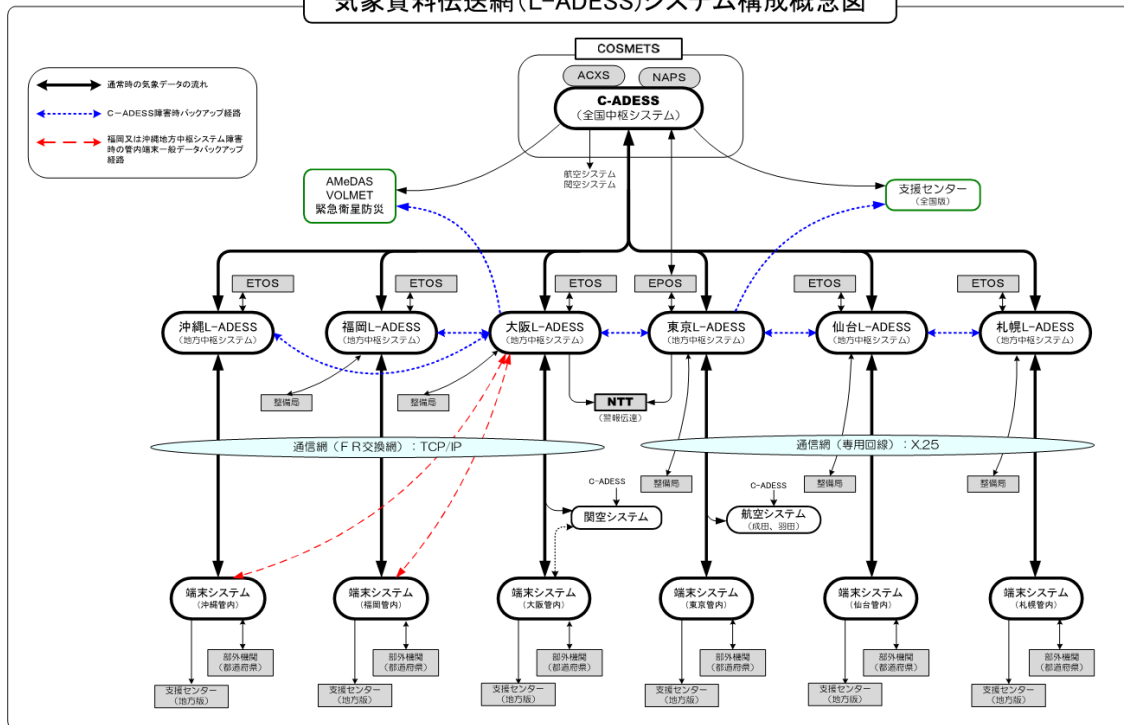 気象資料伝送網(L-ADESS)システム構成概念図
通常時の気象データの流れ
C－ADESS障害時バックアップ経路
福岡又は沖縄地方中枢システム障害
時の管内端末一般データバックアップ
経路
COSMETS
ACXS
NAPS
C-ADESS
(全国中枢システム)
航空システム
関空システム
AMeDAS
VOLMET
緊急衛星防災
支援センター
(全国版)
ETOS
ETOS
ETOS
EPOS
ETOS
ETOS
沖縄L-ADESS
(地方中枢システム)
福岡L-ADESS
(地方中枢システム)
大阪L-ADESS
(地方中枢システム)
東京L-ADESS
(地方中枢システム)
仙台L-ADESS
(地方中枢システム)
札幌L-ADESS
(地方中枢システム)
整備局
整備局
NTT
(警報伝達)
通信網（ＦＲ交換網）：TCP/IP
通信網（専用回線）：X.25
整備局
整備局
整備局
C-ADESS
関空システム
C-ADESS
航空システム
(成田、羽田)
端末システム
(沖縄管内)
端末システム
(福岡管内)
端末システム
(大阪管内)
端末システム
(東京管内)
端末システム
(仙台管内)
端末システム
(札幌管内)
部外機関
(都道府県)
部外機関
(都道府県)
部外機関
(都道府県)
部外機関
(都道府県)
部外機関
(都道府県)
部外機関
(都道府県)
支援センター
(地方版)
支援センター
(地方版)
支援センター
(地方版)
支援センター
(地方版)
支援センター
(地方版)
支援センター
(地方版)